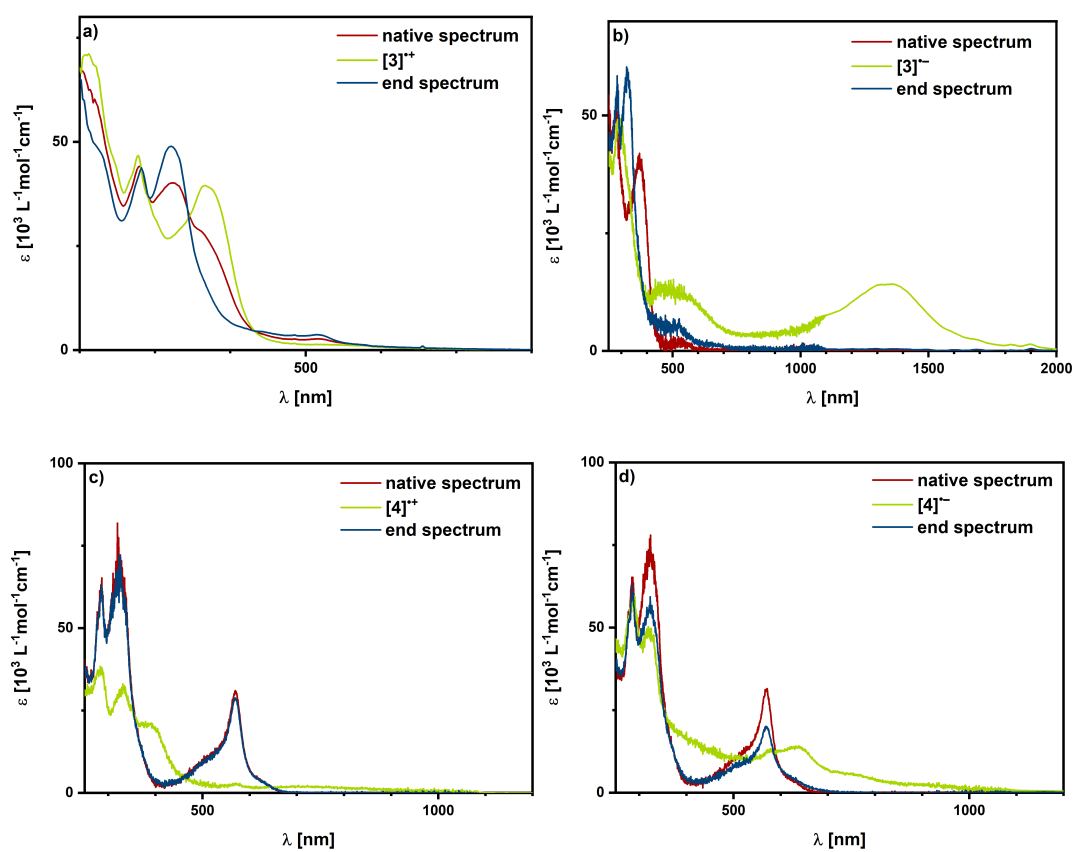 a)
native spectrum
[3]•+
end spectrum
50
0
ε [10³ L⁻¹mol⁻¹cm⁻¹]
500
λ [nm]
b)
native spectrum
[3]•–
end spectrum
50
0
ε [10³ L⁻¹mol⁻¹cm⁻¹]
500 1000 1500 2000
λ [nm]
c)
native spectrum
[4]•+
end spectrum
100
50
0
ε [10³ L⁻¹mol⁻¹cm⁻¹]
500 1000
λ [nm]
d)
native spectrum
[4]•–
end spectrum
100
50
0
ε [10³ L⁻¹mol⁻¹cm⁻¹]
500 1000
λ [nm]